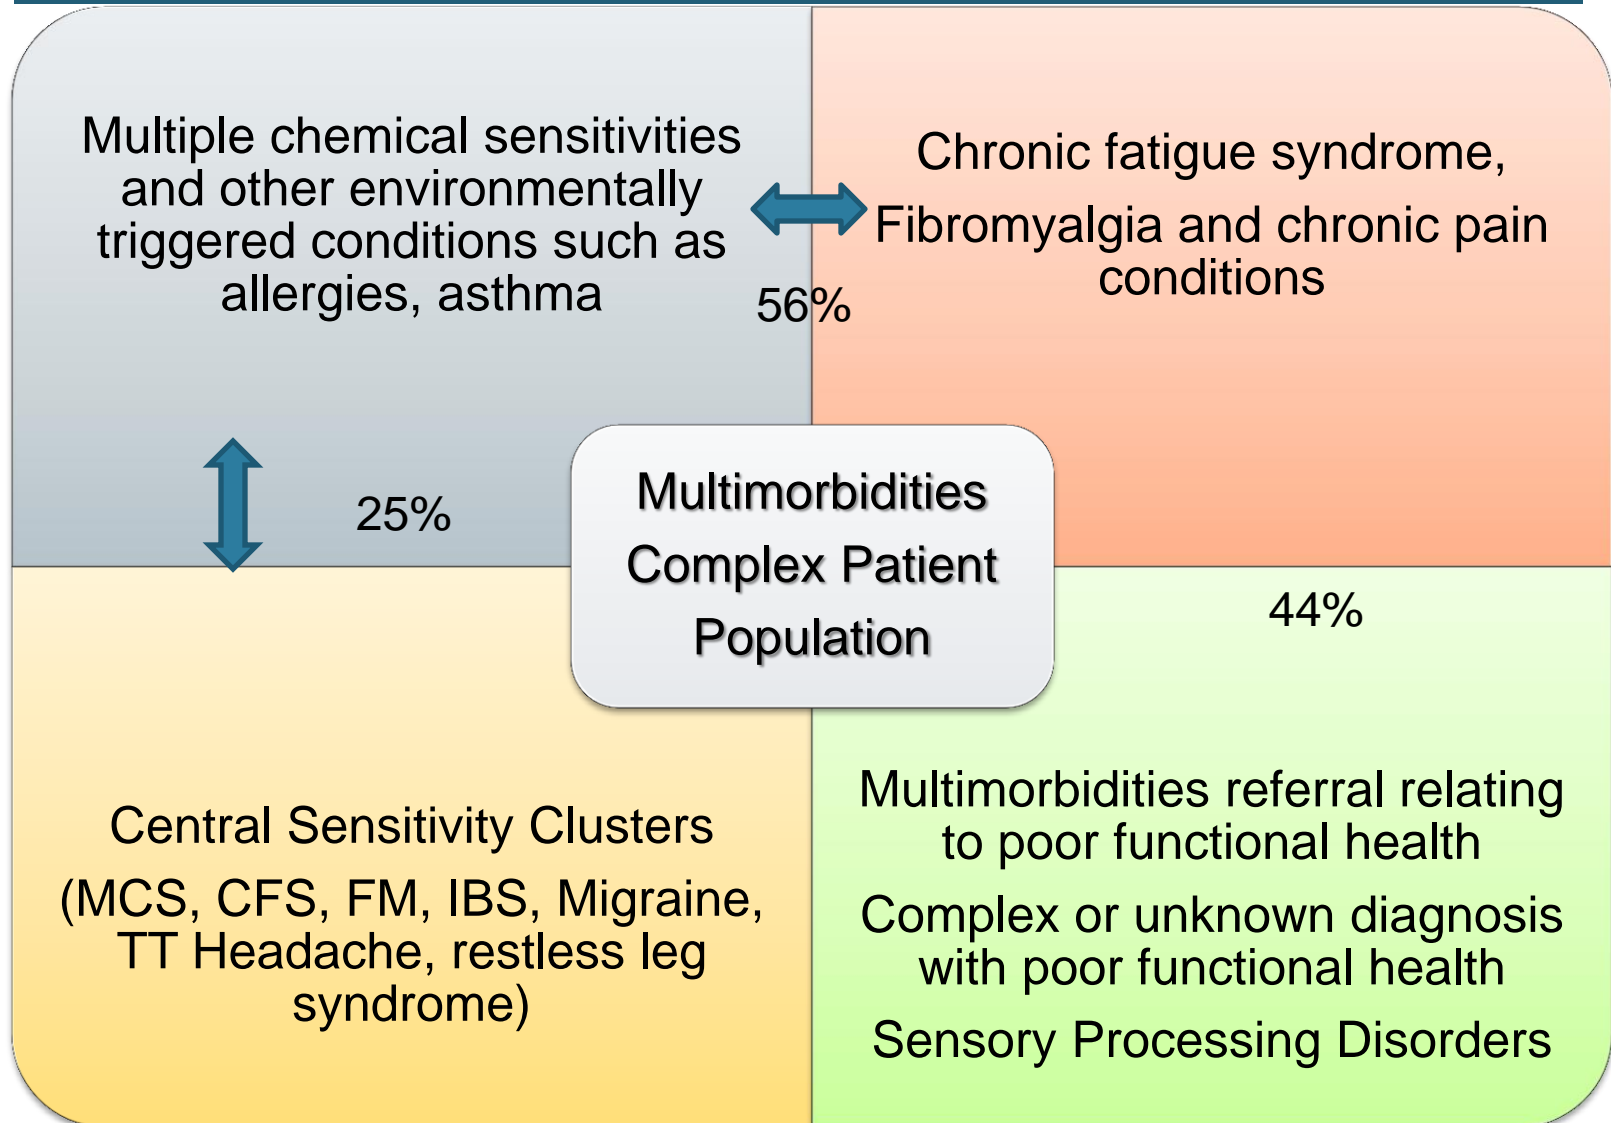 Multiple chemical sensitivities
and other environmentally
triggered conditions such as
allergies, asthma
56%
Chronic fatigue syndrome,
Fibromyalgia and chronic pain
conditions
25%
Multimorbidities
Complex Patient
Population
44%
Central Sensitivity Clusters
(MCS, CFS, FM, IBS, Migraine,
TT Headache, restless leg
syndrome)
Multimorbidities referral relating
to poor functional health
Complex or unknown diagnosis
with poor functional health
Sensory Processing Disorders